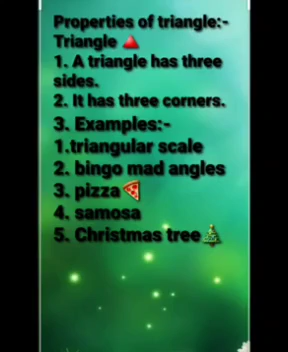 Properties of triangle:-
Triangle 🔺
1. A triangle has three
sides.
2. It has three corners.
3. Examples:-
1.triangular scale
2. bingo mad angles
3. pizza🍕
4. samosa
5. Christmas tree🎄